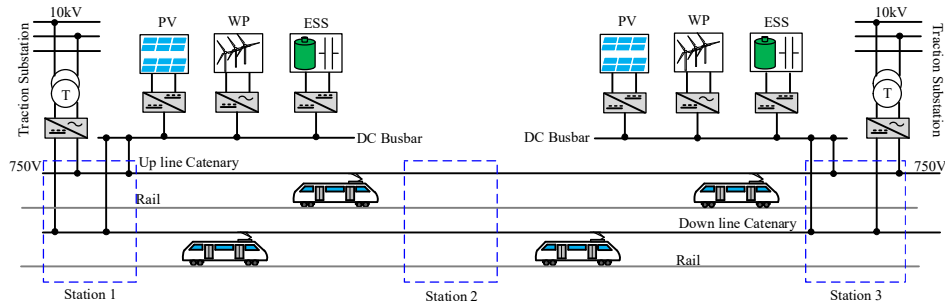 10kV
PV
WP
ESS
PV
WP
ESS
10kV
Traction Substation
T
T
Traction Substation
DC Busbar
DC Busbar
750V
Up line Catenary
750V
Rail
Down line Catenary
Rail
Station 1
Station 2
Station 3